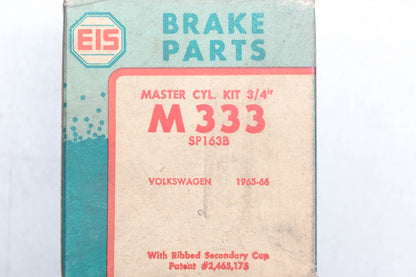 EIS
BRAKE
PARTS
MASTER CYL. KIT 3/4"
M 333
SP163B
VOLKSWAGEN 1965-66
With Ribbed Secondary Cup
Patent #2,463,178